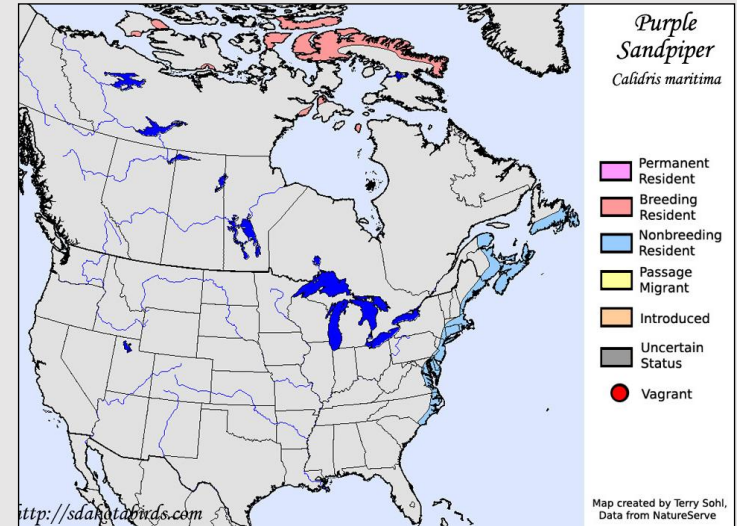 Purple
Sandpiper
Calidris maritima
Permanent
Resident
Breeding
Resident
Nonbreeding
Resident
Passage
Migrant
Introduced
Uncertain
Status
Vagrant
Map created by Terry Sohl,
Data from NatureServe
ttp://sdakotabirds.com